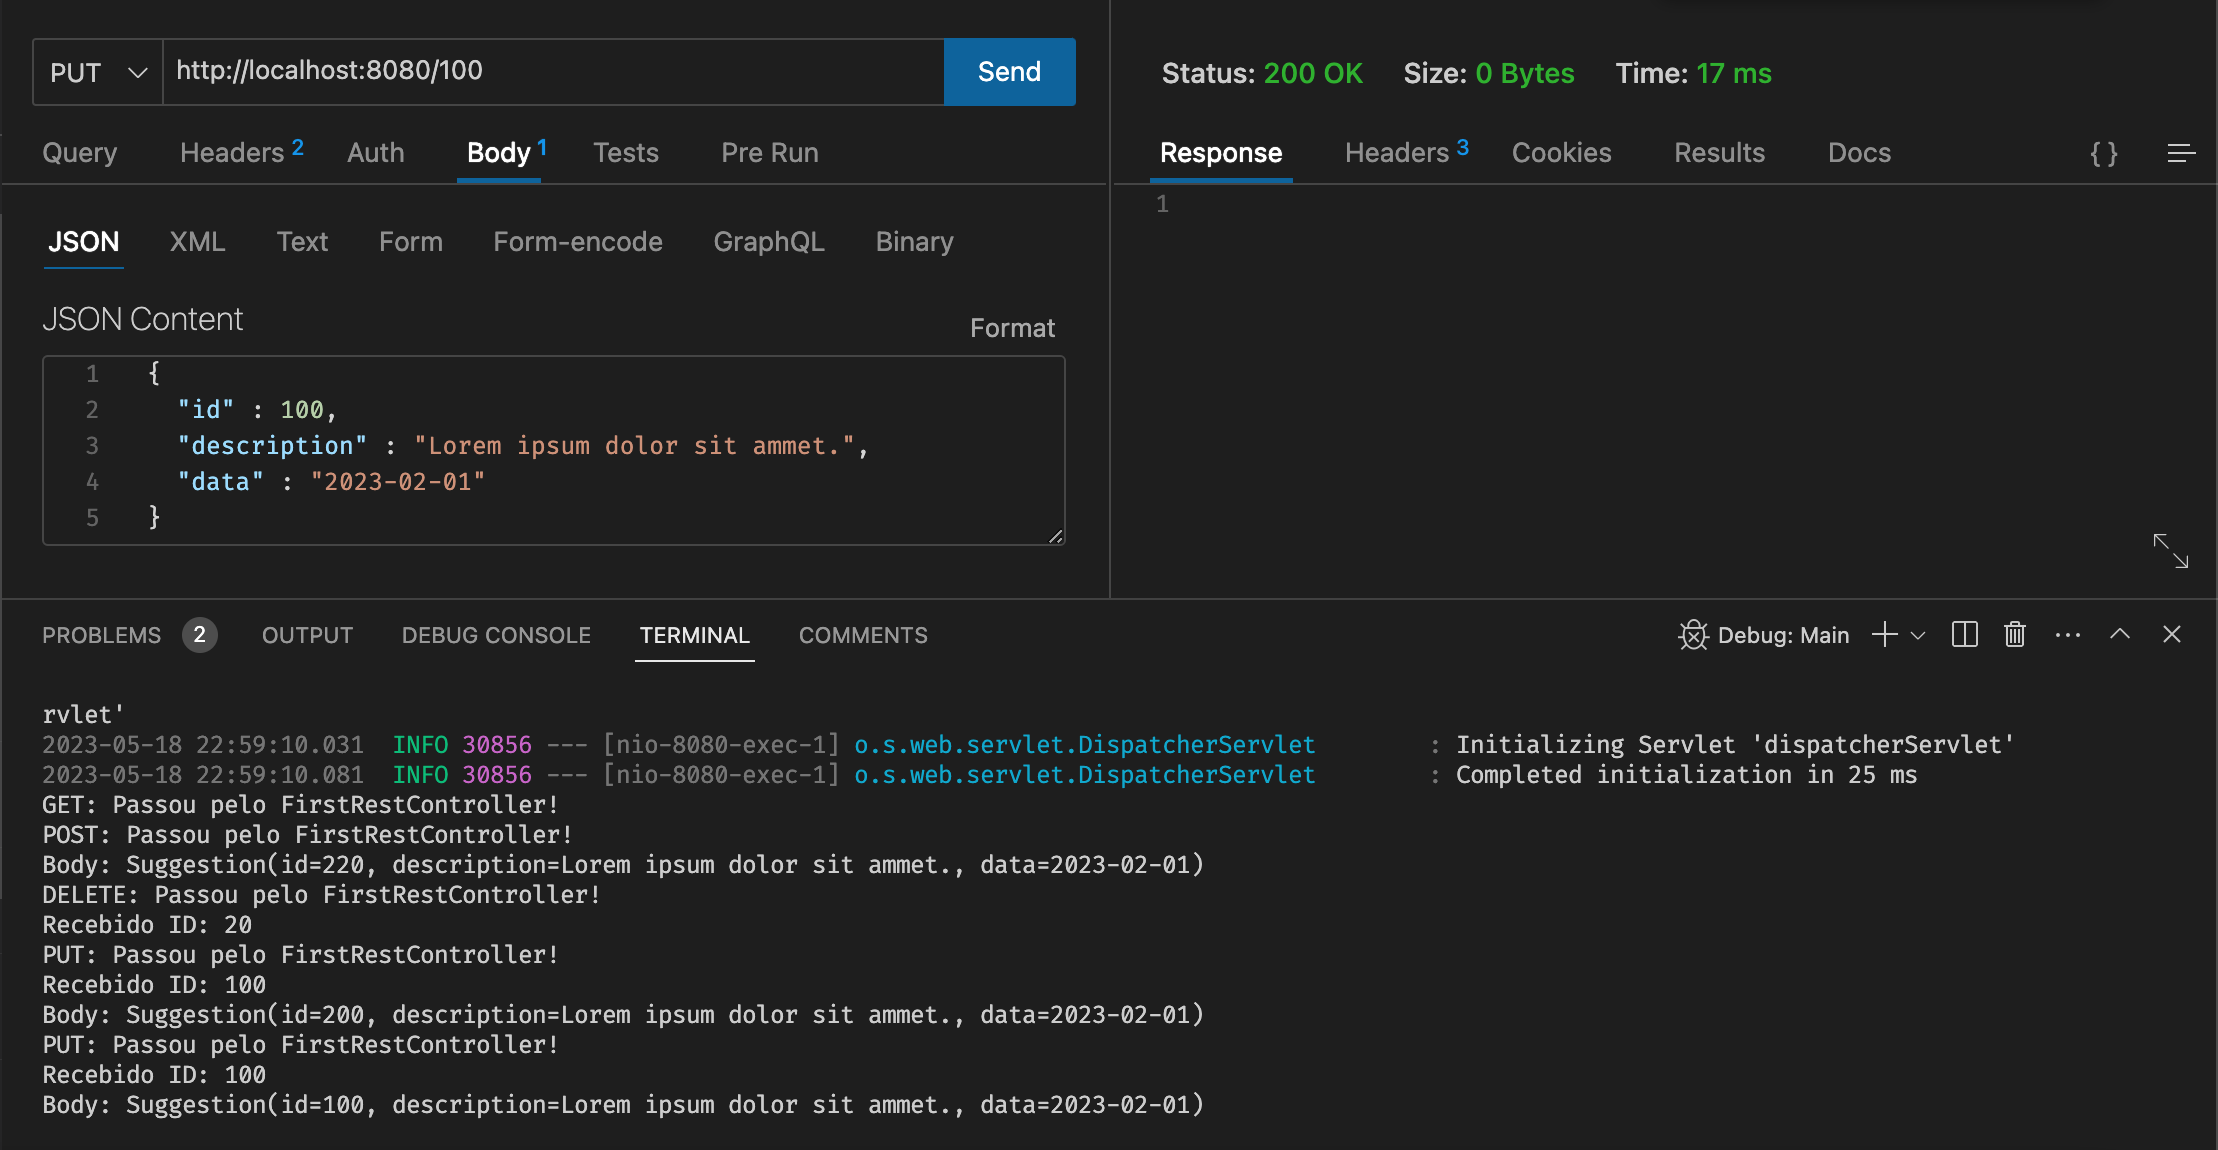 PUT http://localhost:8080/100 Send
Query Headers 2 Auth Body 1 Tests Pre Run
JSON XML Text Form Form-encode GraphQL Binary
JSON Content
Format
1 {
2 "id" : 100,
3 "description" : "Lorem ipsum dolor sit ammet.",
4 "data" : "2023-02-01"
5 }
Status: 200 OK Size: 0 Bytes Time: 17 ms
Response Headers 3 Cookies Results Docs {}
1
PROBLEMS 2 OUTPUT DEBUG CONSOLE TERMINAL COMMENTS Debug: Main
rvlet'
2023-05-18 22:59:10.031  INFO 30856 --- [nio-8080-exec-1] o.s.web.servlet.DispatcherServlet        : Initializing Servlet 'dispatcherServlet'
2023-05-18 22:59:10.081  INFO 30856 --- [nio-8080-exec-1] o.s.web.servlet.DispatcherServlet        : Completed initialization in 25 ms
GET: Passou pelo FirstRestController!
POST: Passou pelo FirstRestController!
Body: Suggestion(id=220, description=Lorem ipsum dolor sit ammet., data=2023-02-01)
DELETE: Passou pelo FirstRestController!
Recebido ID: 20
PUT: Passou pelo FirstRestController!
Recebido ID: 100
Body: Suggestion(id=200, description=Lorem ipsum dolor sit ammet., data=2023-02-01)
PUT: Passou pelo FirstRestController!
Recebido ID: 100
Body: Suggestion(id=100, description=Lorem ipsum dolor sit ammet., data=2023-02-01)